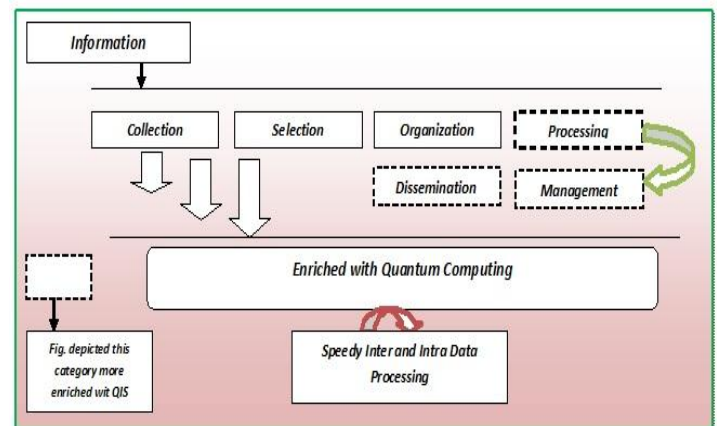 Information
Collection
Selection
Organization
Processing
Dissemination
Management
Enriched with Quantum Computing
Fig. depicted this
category more
enriched wit QIS
Speedy Inter and Intra Data
Processing